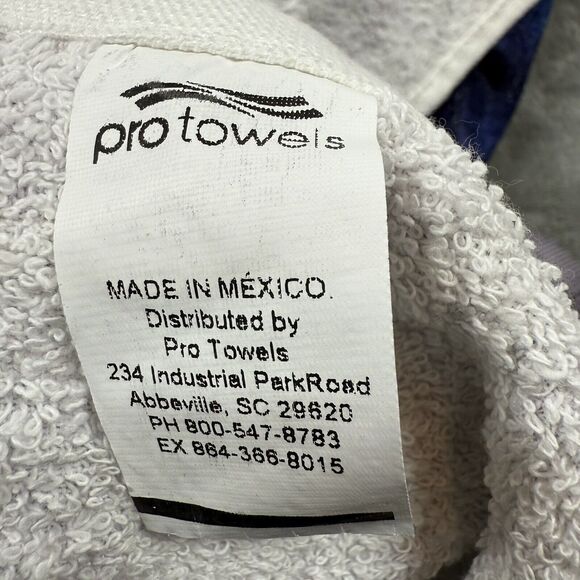 pro towels
MADE IN MÉXICO.
Distributed by
Pro Towels
234 Industrial ParkRoad
Abbeville, SC 29620
PH 800-547-8783
EX 864-366-8015